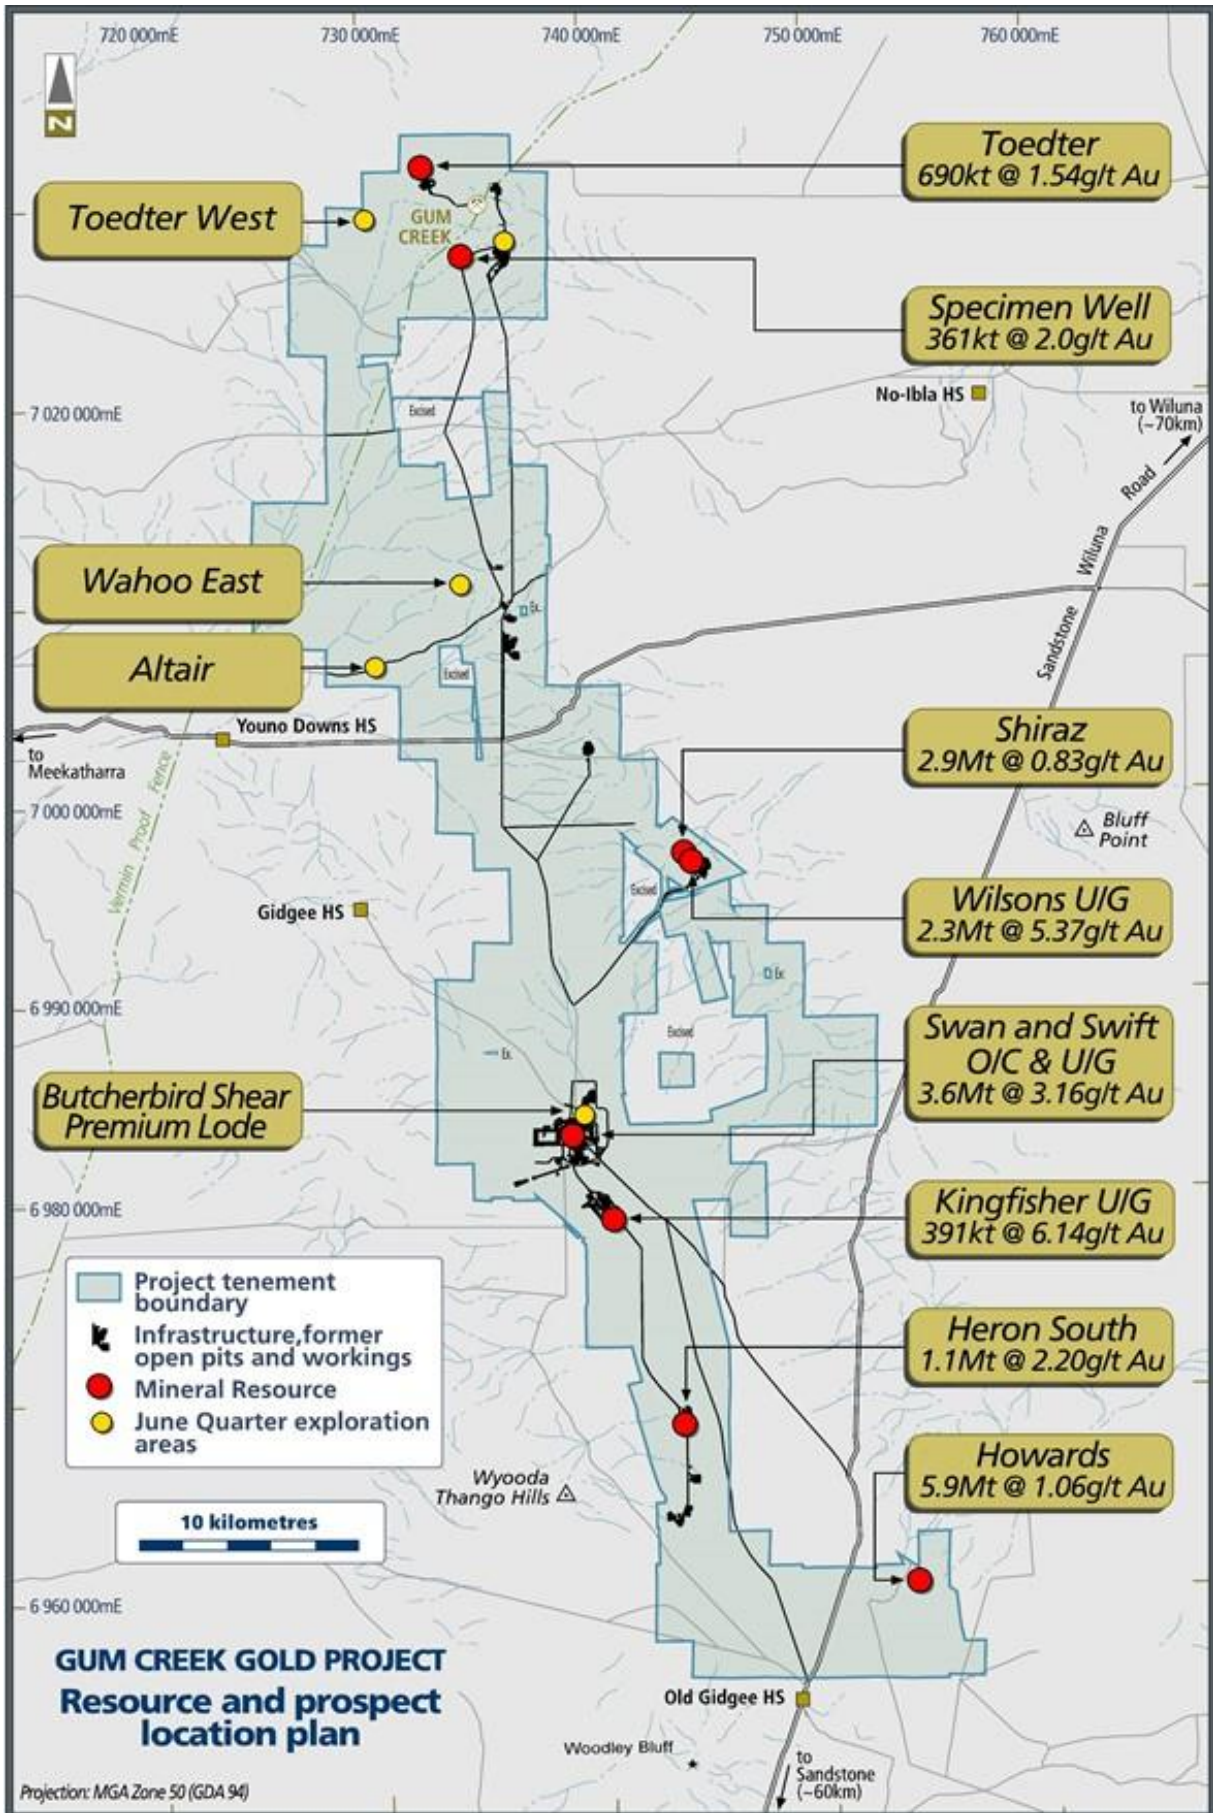 720 000mE
730 000mE
740 000mE
750 000mE
760 000mE
N
Toedter
690kt @ 1.54g/t Au
Toedter West
GUM
CREEK
Specimen Well
361kt @ 2.0g/t Au
No-Ibla HS
to Wiluna
(~70km)
7 020 000mE
Excised
Road
Wiluna
Sandstone
Wahoo East
Ex.
Altair
Excised
Youno Downs HS
to
Meekatharra
Shiraz
2.9Mt @ 0.83g/t Au
7 000 000mE
Bluff
Point
Vermin Proof Fence
Excised
Wilsons U/G
2.3Mt @ 5.37g/t Au
Gidgee HS
Ex.
6 990 000mE
Swan and Swift
O/C & U/G
3.6Mt @ 3.16g/t Au
Excised
Ex.
Butcherbird Shear
Premium Lode
6 980 000mE
Kingfisher U/G
391kt @ 6.14g/t Au
Project tenement
boundary
Infrastructure,former
open pits and workings
Mineral Resource
June Quarter exploration
areas
Heron South
1.1Mt @ 2.20g/t Au
Howards
5.9Mt @ 1.06g/t Au
Wyooda
Thango Hills
10 kilometres
6 960 000mE
GUM CREEK GOLD PROJECT
Resource and prospect
location plan
Old Gidgee HS
Woodley Bluff
to
Sandstone
(~60km)
Projection: MGA Zone 50 (GDA 94)